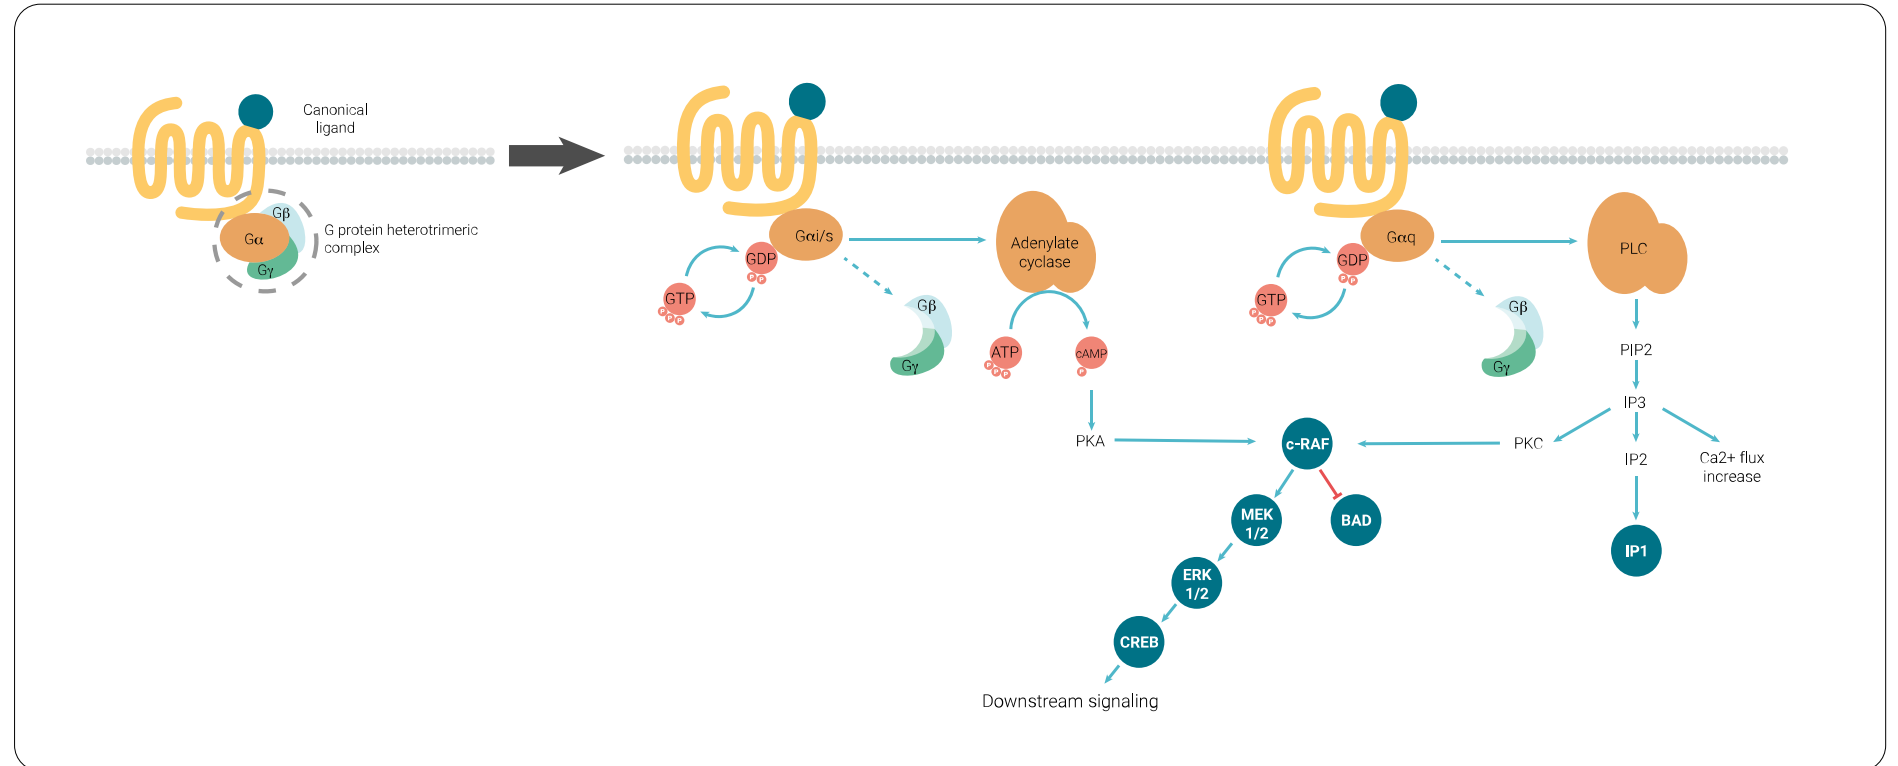 Canonical
ligand
Gβ
Gα
Gγ
G protein heterotrimeric
complex
Gαi/s
GDP
P P
GTP
P P P
Gβ
Gγ
Adenylate
cyclase
ATP
P P P
cAMP
P
PKA
Gαq
GDP
P P
GTP
P P P
Gβ
Gγ
PLC
PIP2
IP3
PKC
IP2
Ca2+ flux
increase
IP1
c-RAF
MEK
1/2
BAD
ERK
1/2
CREB
Downstream signaling